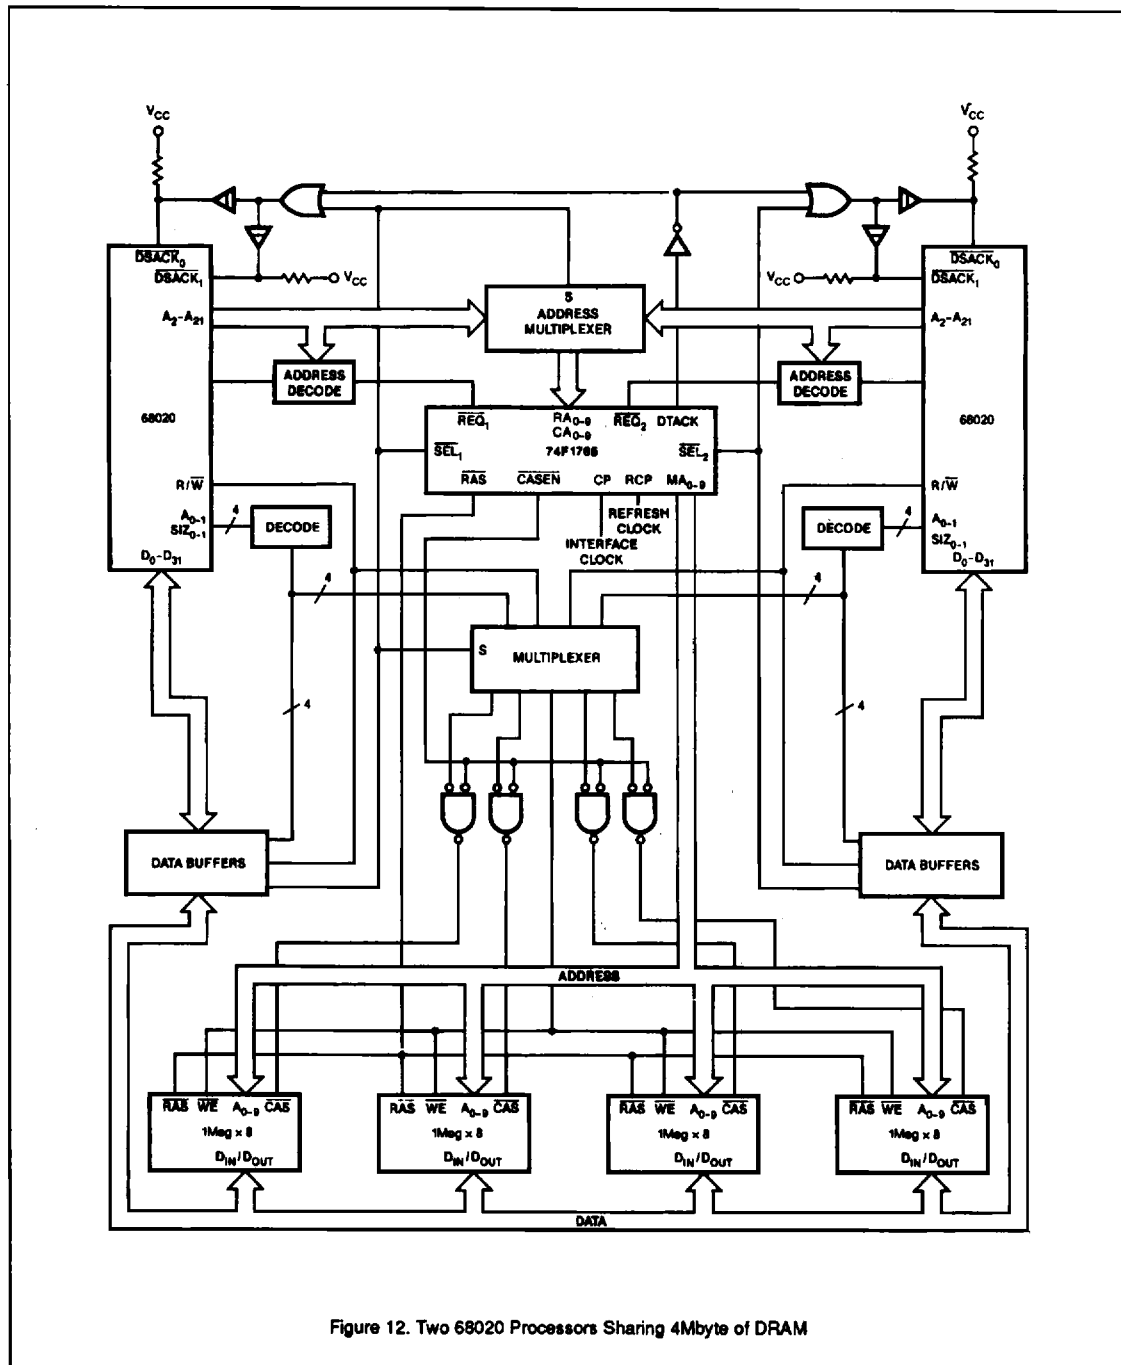 VCC
VCC
DSACK0
DSACK1
VCC
A2–A21
S
ADDRESS
MULTIPLEXER
VCC
DSACK0
DSACK1
A2–A21
ADDRESS
DECODE
ADDRESS
DECODE
68020
68020
REQ1
RA0–9
CA0–9
REQ2
DTACK
SEL1
74F1765
SEL2
RAS
CASEN
CP
RCP
MA0–9
REFRESH
CLOCK
INTERFACE
CLOCK
R/W
A0–1
SIZ0–1
D0–D31
4
DECODE
R/W
A0–1
SIZ0–1
D0–D31
4
DECODE
4
4
S
MULTIPLEXER
4
4
DATA BUFFERS
DATA BUFFERS
ADDRESS
RAS WE A0–9 CAS
1Meg × 8
DIN/DOUT
RAS WE A0–9 CAS
1Meg × 8
DIN/DOUT
RAS WE A0–9 CAS
1Meg × 8
DIN/DOUT
RAS WE A0–9 CAS
1Meg × 8
DIN/DOUT
DATA
Figure 12. Two 68020 Processors Sharing 4Mbyte of DRAM